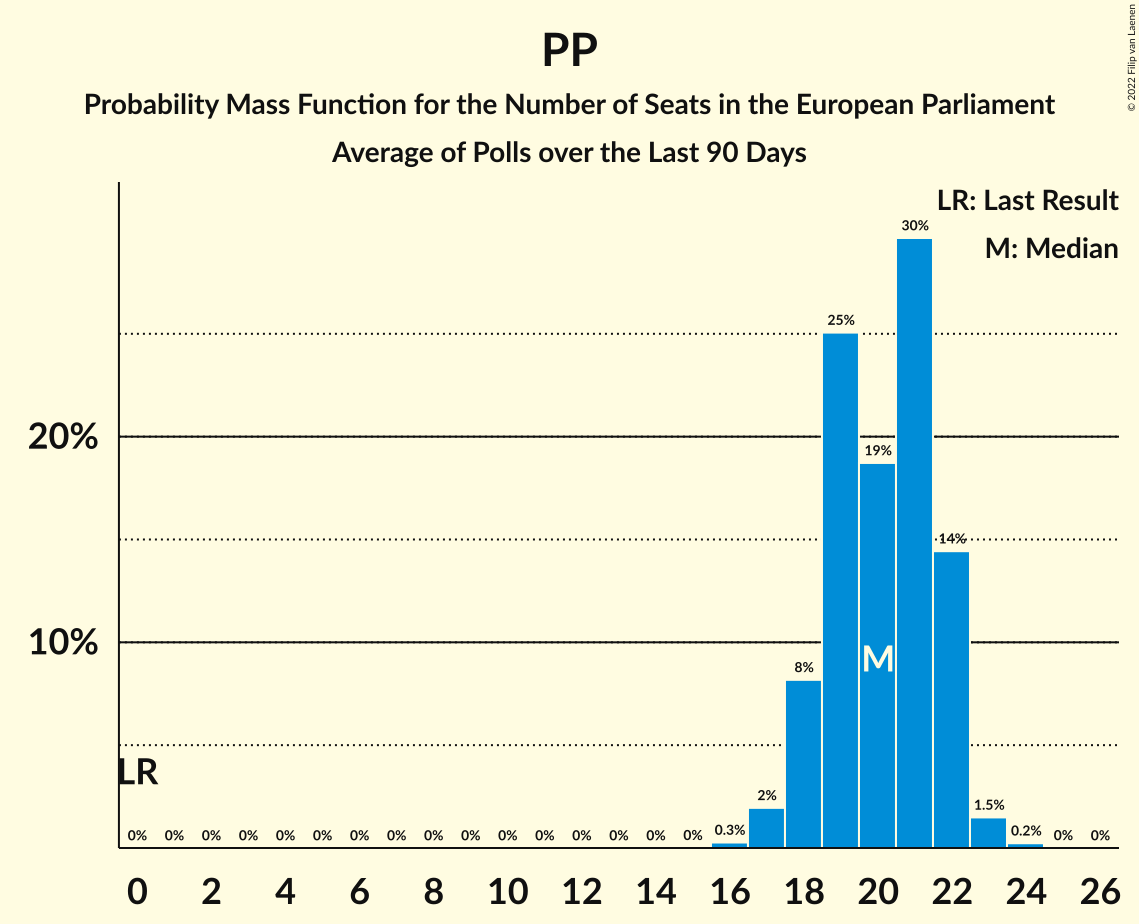 PP
Probability Mass Function for the Number of Seats in the European Parliament
Average of Polls over the Last 90 Days
© 2022 Filip van Laenen
LR: Last Result
M: Median
30%
25%
20%
19%
14%
10%
M
8%
LR
2%
1.5%
0% 0% 0% 0% 0% 0% 0% 0% 0% 0% 0% 0% 0% 0% 0% 0% 0.3% 0.2% 0% 0%
0 2 4 6 8 10 12 14 16 18 20 22 24 26